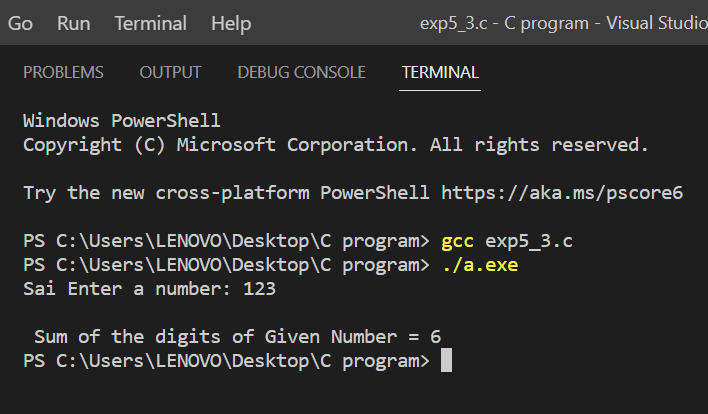 Go Run Terminal Help exp5_3.c - C program - Visual Studio
PROBLEMS OUTPUT DEBUG CONSOLE TERMINAL
Windows PowerShell
Copyright (C) Microsoft Corporation. All rights reserved.
Try the new cross-platform PowerShell https://aka.ms/pscore6
PS C:\Users\LENOVO\Desktop\C program> gcc exp5_3.c
PS C:\Users\LENOVO\Desktop\C program> ./a.exe
Sai Enter a number: 123
Sum of the digits of Given Number = 6
PS C:\Users\LENOVO\Desktop\C program>